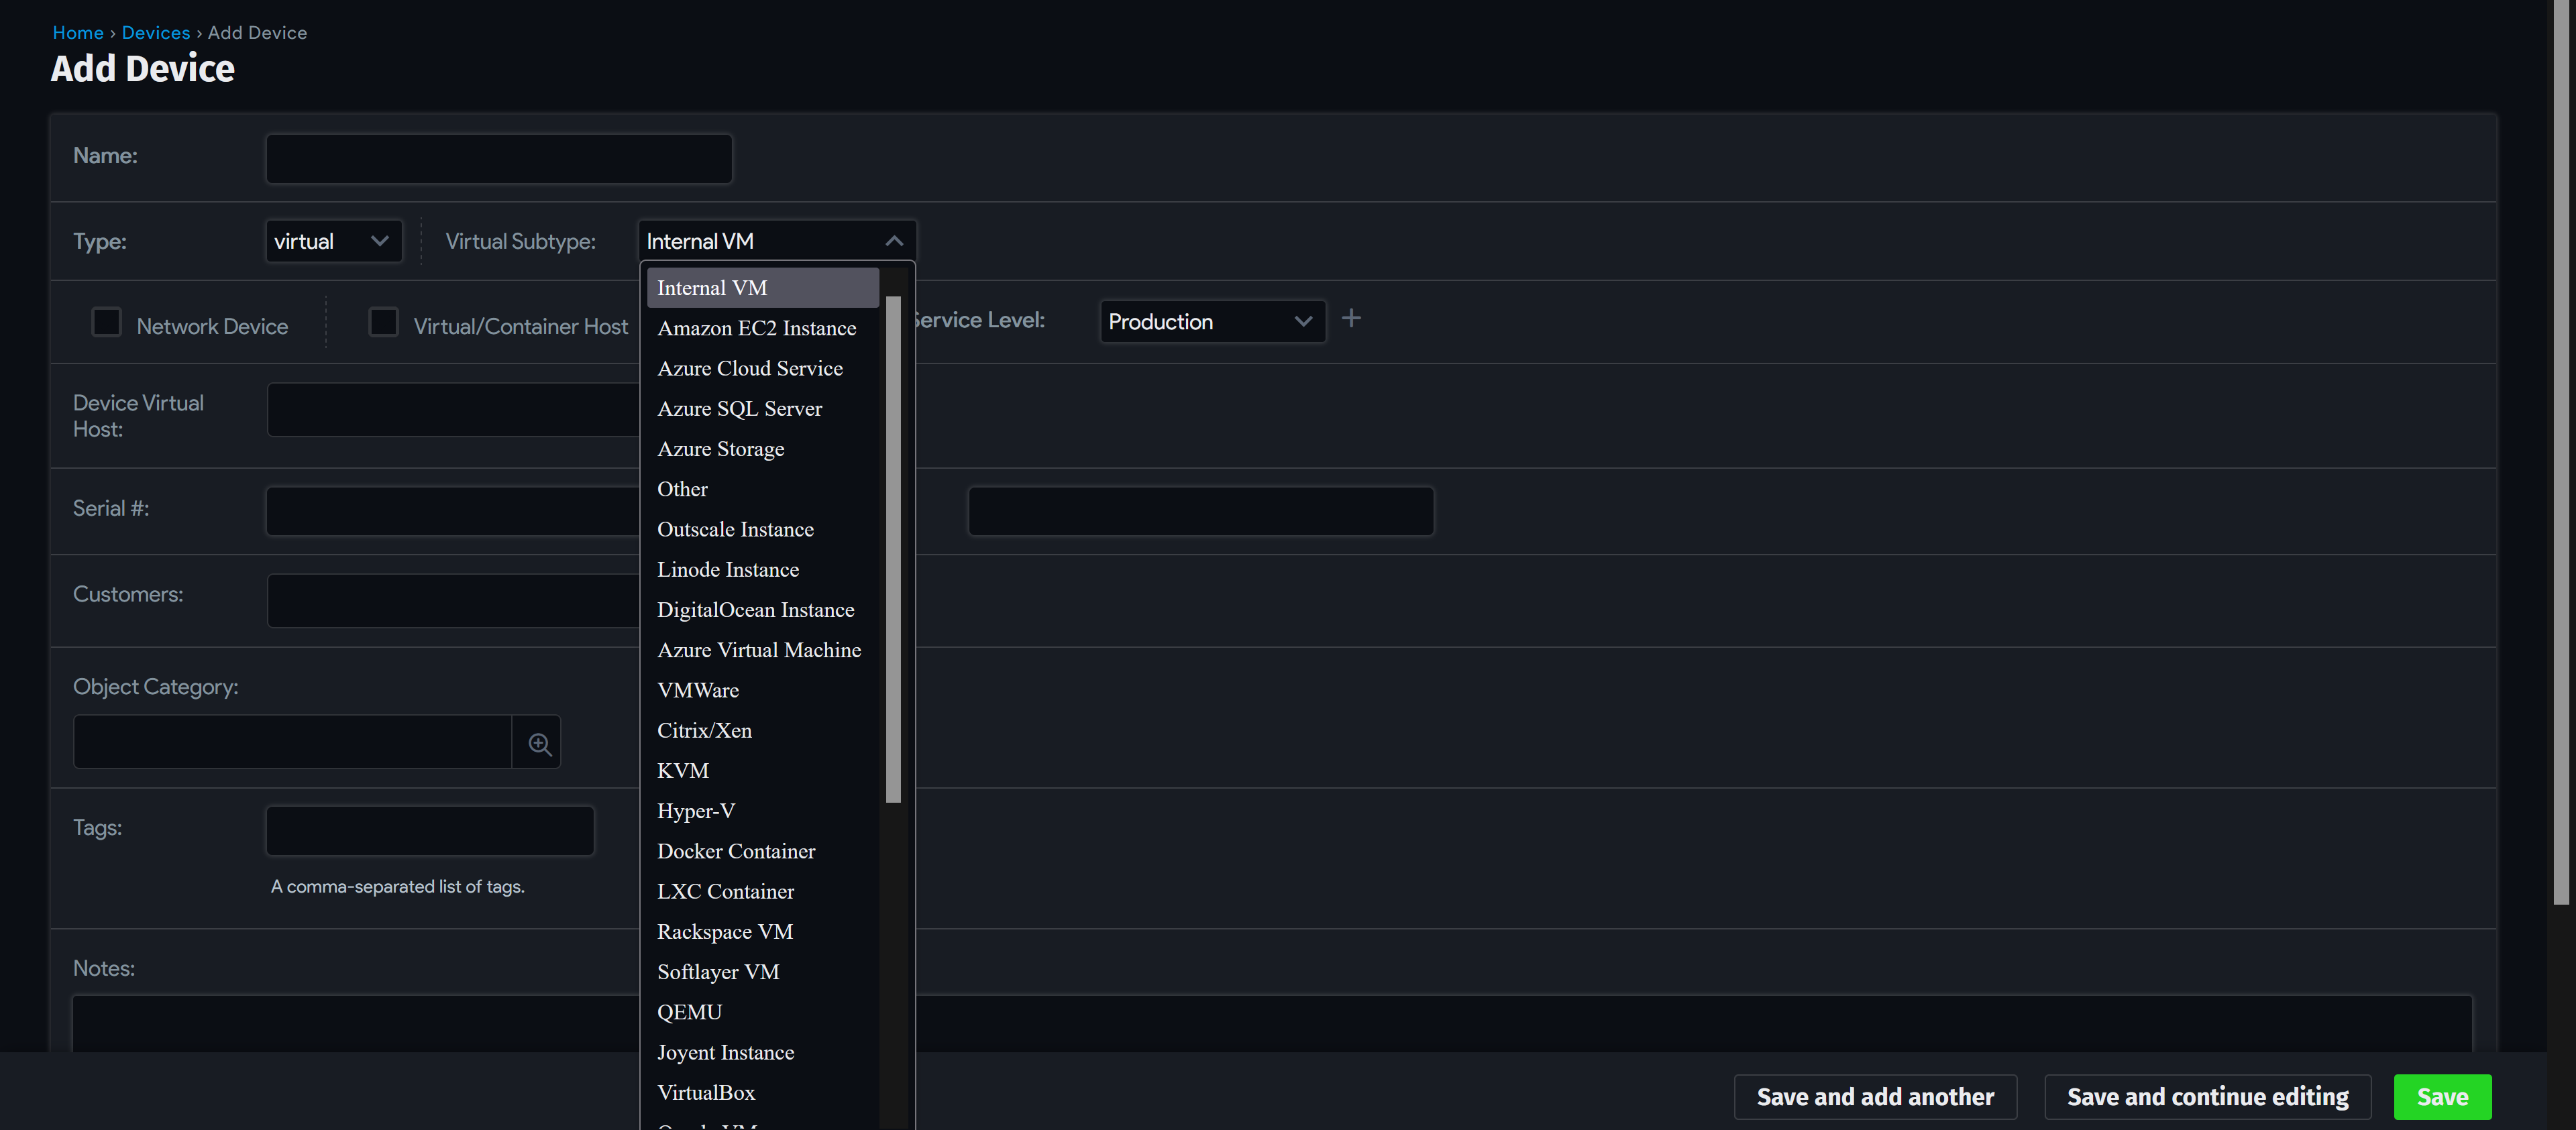 Home › Devices › Add Device
Add Device
Name:
Type: virtual Virtual Subtype: Internal VM
Network Device Virtual/Container Host Service Level: Production
Device Virtual
Host:
Serial #:
Customers:
Object Category:
Tags:
A comma-separated list of tags.
Notes:
Internal VM
Amazon EC2 Instance
Azure Cloud Service
Azure SQL Server
Azure Storage
Other
Outscale Instance
Linode Instance
DigitalOcean Instance
Azure Virtual Machine
VMWare
Citrix/Xen
KVM
Hyper-V
Docker Container
LXC Container
Rackspace VM
Softlayer VM
QEMU
Joyent Instance
VirtualBox
Save and add another Save and continue editing Save